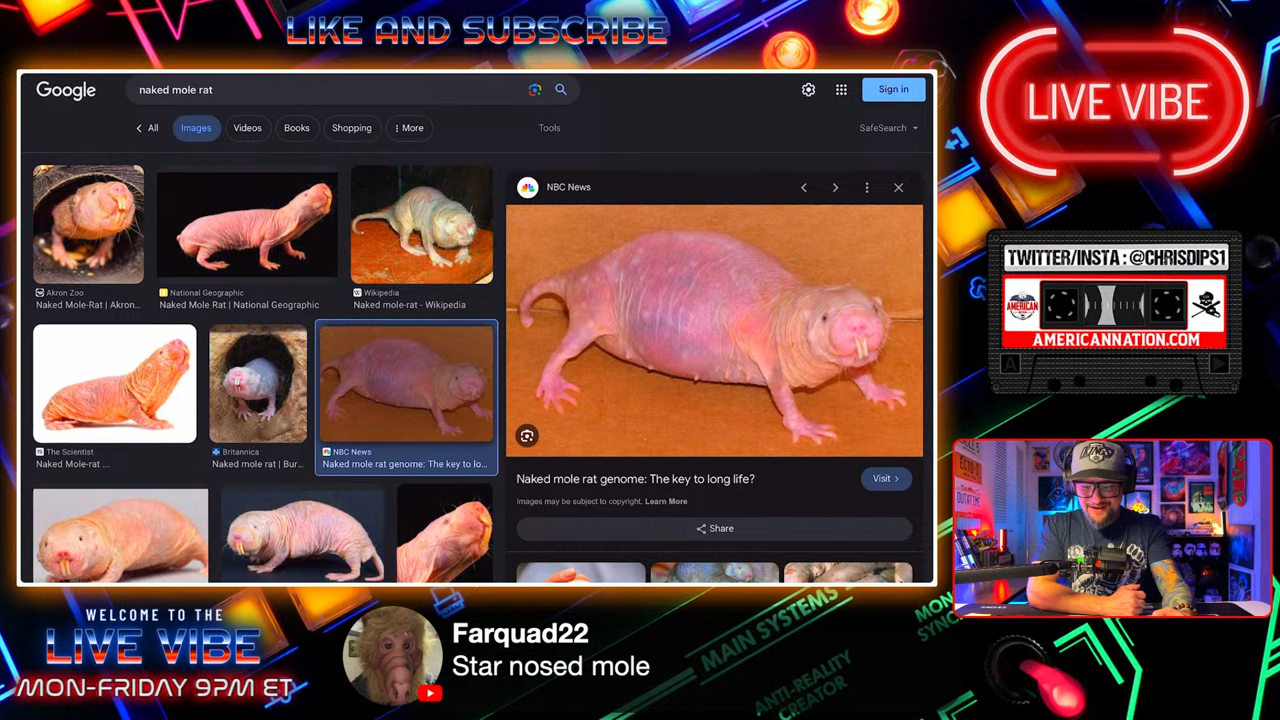 LIKE AND SUBSCRIBE
Google
naked mole rat
Sign in
All
Images
Videos
Books
Shopping
More
Tools
SafeSearch
Akron Zoo
Naked Mole-Rat | Akron...
National Geographic
Naked Mole Rat | National Geographic
Wikipedia
Naked mole-rat - Wikipedia
The Scientist
Naked Mole-rat ...
Britannica
Naked mole rat | Bur...
NBC News
Naked mole rat genome: The key to lo...
NBC News
Naked mole rat genome: The key to long life?
Visit
Images may be subject to copyright. Learn More
Share
LIVE VIBE
TWITTER/INSTA : @CHRISDIPS1
AMERICAN
AMERICANNATION.COM
A
WELCOME TO THE
LIVE VIBE
MON-FRIDAY 9PM ET
Farquad22
Star nosed mole
MAIN SYSTEMS
ANTI-REALITY
CREATOR